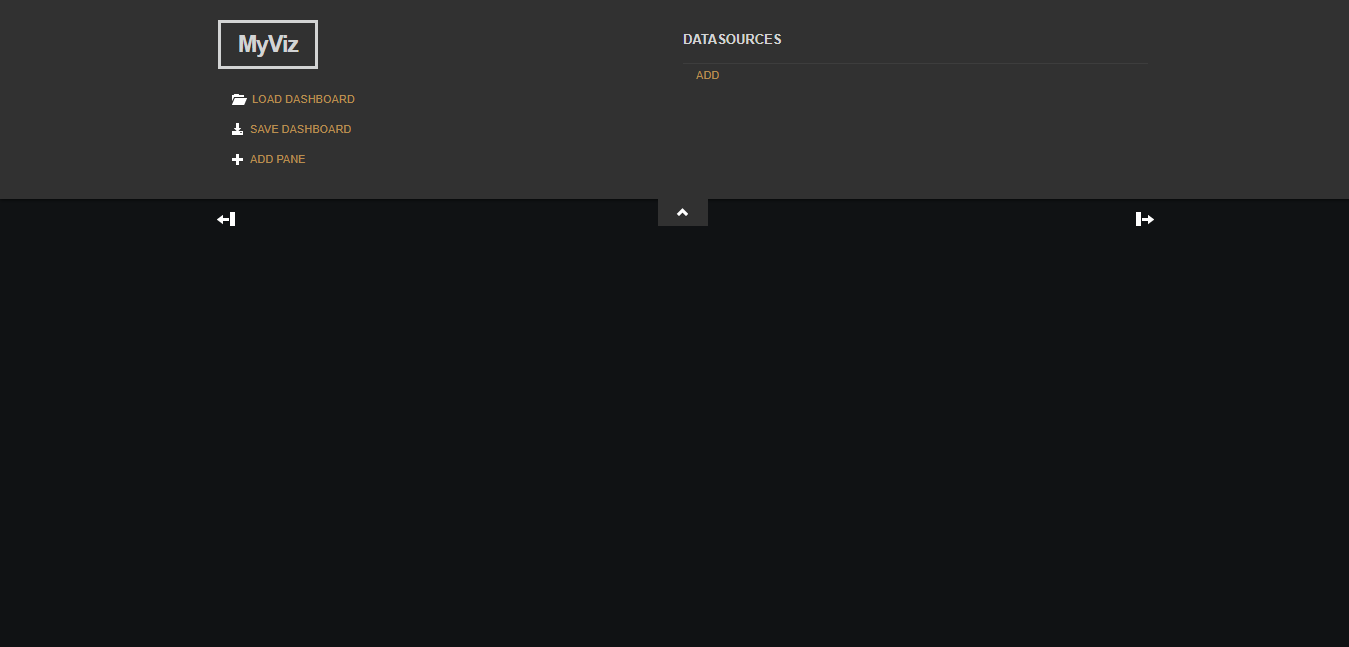 MyViz
LOAD DASHBOARD
SAVE DASHBOARD
ADD PANE
DATASOURCES
ADD